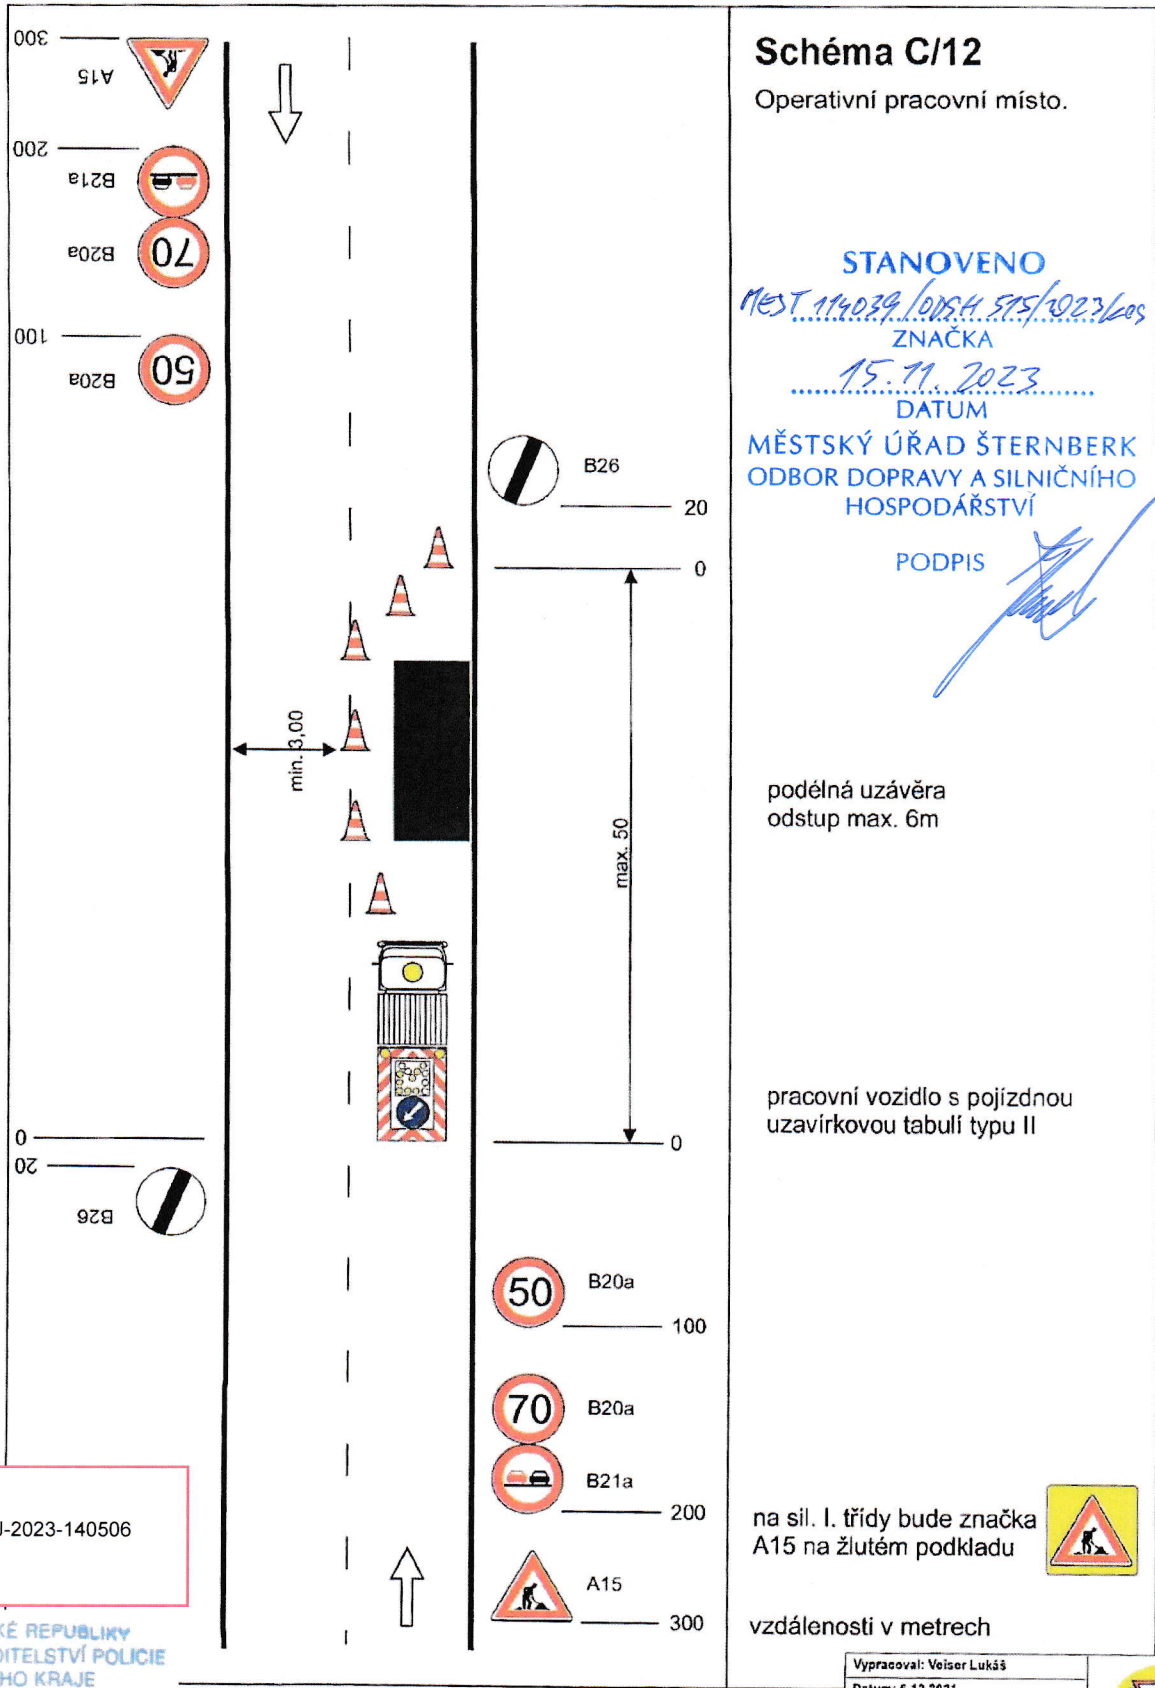 300
A15
200
B21a
B20a
70
100
B20a
50
B26
20
0
min. 3,00
max. 50
0
0
20
B26
50
B20a
100
70
B20a
B21a
200
A15
300
Schéma C/12
Operativní pracovní místo.
STANOVENO
MEST 114039/ODSH 515/2023/kos
ZNAČKA
15.11.2023
DATUM
MĚSTSKÝ ÚŘAD ŠTERNBERK
ODBOR DOPRAVY A SILNIČNÍHO
HOSPODÁŘSTVÍ
PODPIS
podélná uzávěra
odstup max. 6m
pracovní vozidlo s pojízdnou
uzavírkovou tabulí typu II
na sil. I. třídy bude značka
A15 na žlutém podkladu
vzdálenosti v metrech
-2023-140506
KÉ REPUBLIKY
DITELSTVÍ POLICIE
HO KRAJE
Vypracoval: Veiser Lukáš